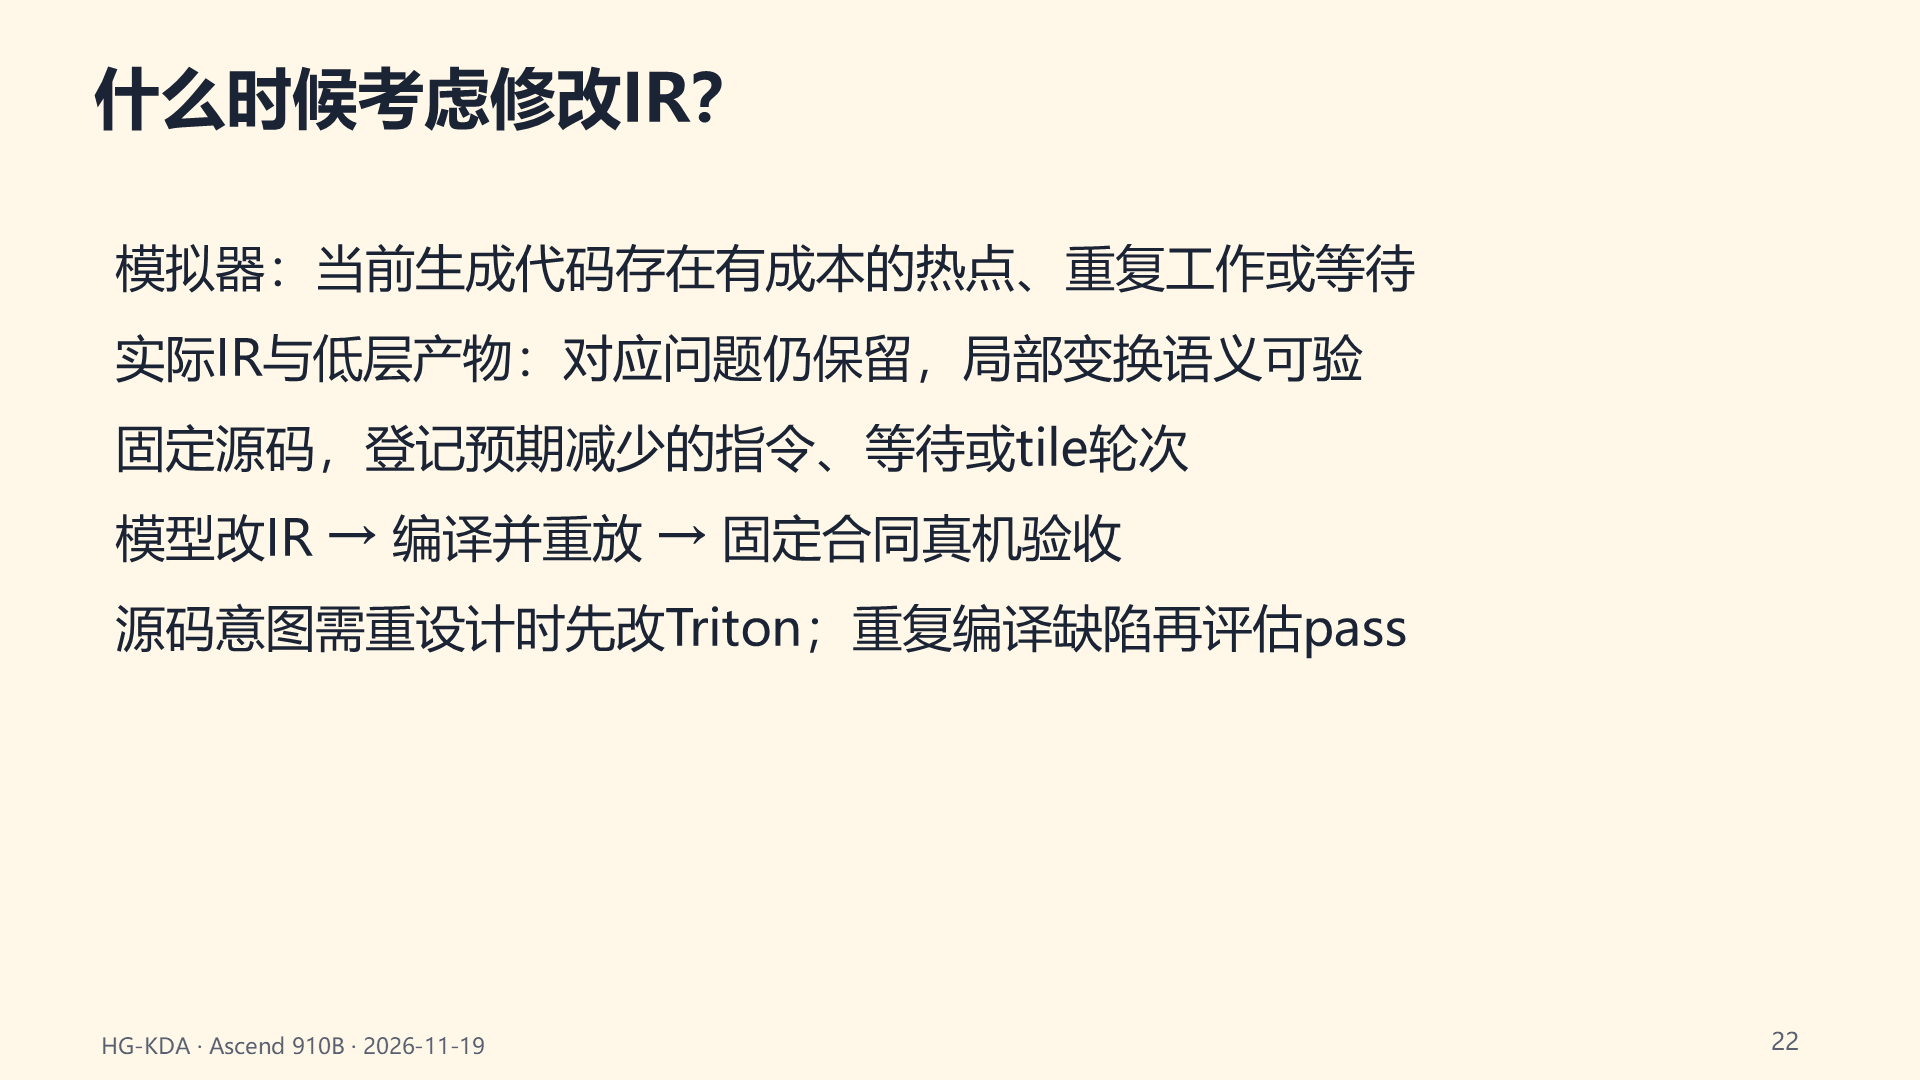 什么时候考虑修改IR？
模拟器：当前生成代码存在有成本的热点、重复工作或等待
实际IR与低层产物：对应问题仍保留，局部变换语义可验
固定源码，登记预期减少的指令、等待或tile轮次
模型改IR → 编译并重放 → 固定合同真机验收
源码意图需重设计时先改Triton；重复编译缺陷再评估pass
HG-KDA · Ascend 910B · 2026-11-19
22